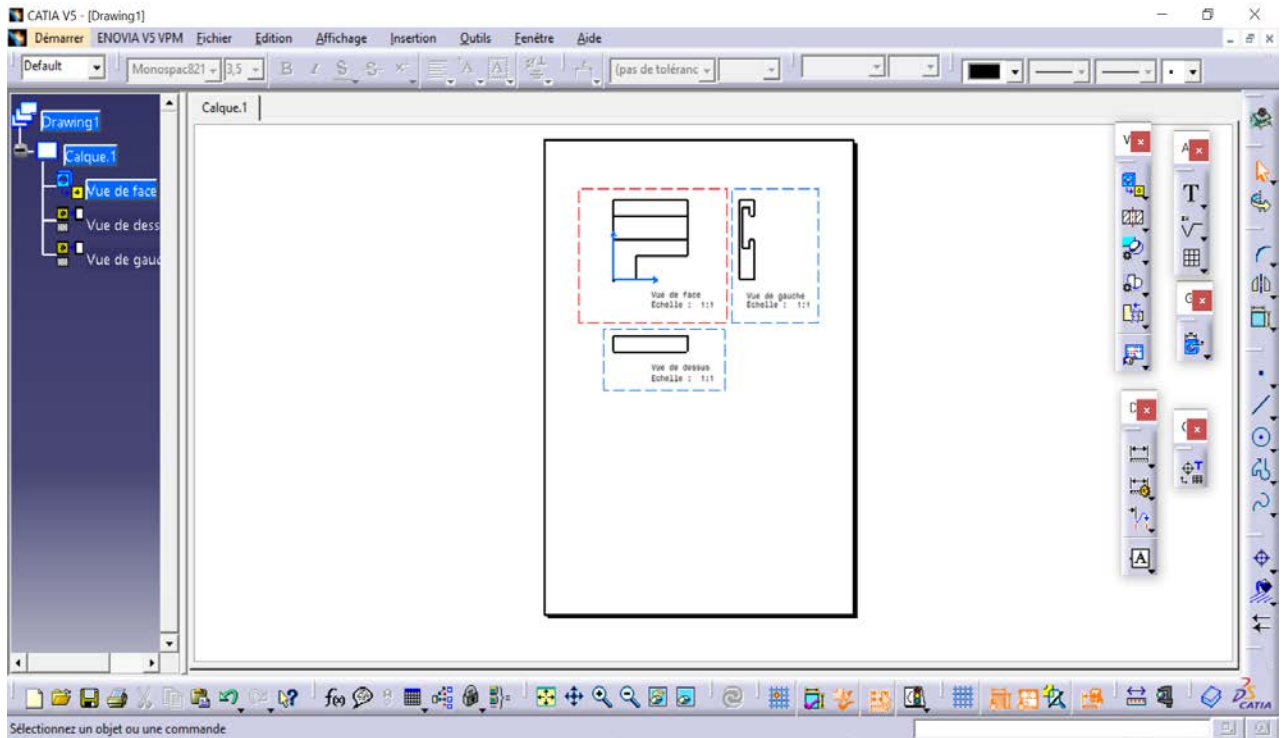 CATIA V5 - [Drawing1]
Démarrer ENOVIA V5 VPM Fichier Edition Affichage Insertion Outils Fenêtre Aide
Default Monospac821 3,5 B I S S (pas de toléranc
Drawing1
Calque.1
Vue de face
Vue de dess
Vue de gauc
Calque.1
Vue de face
Echelle : 1:1
Vue de gauche
Echelle : 1:1
Vue de dessus
Echelle : 1:1
V
A
T
D
A
CATIA
Sélectionnez un objet ou une commande